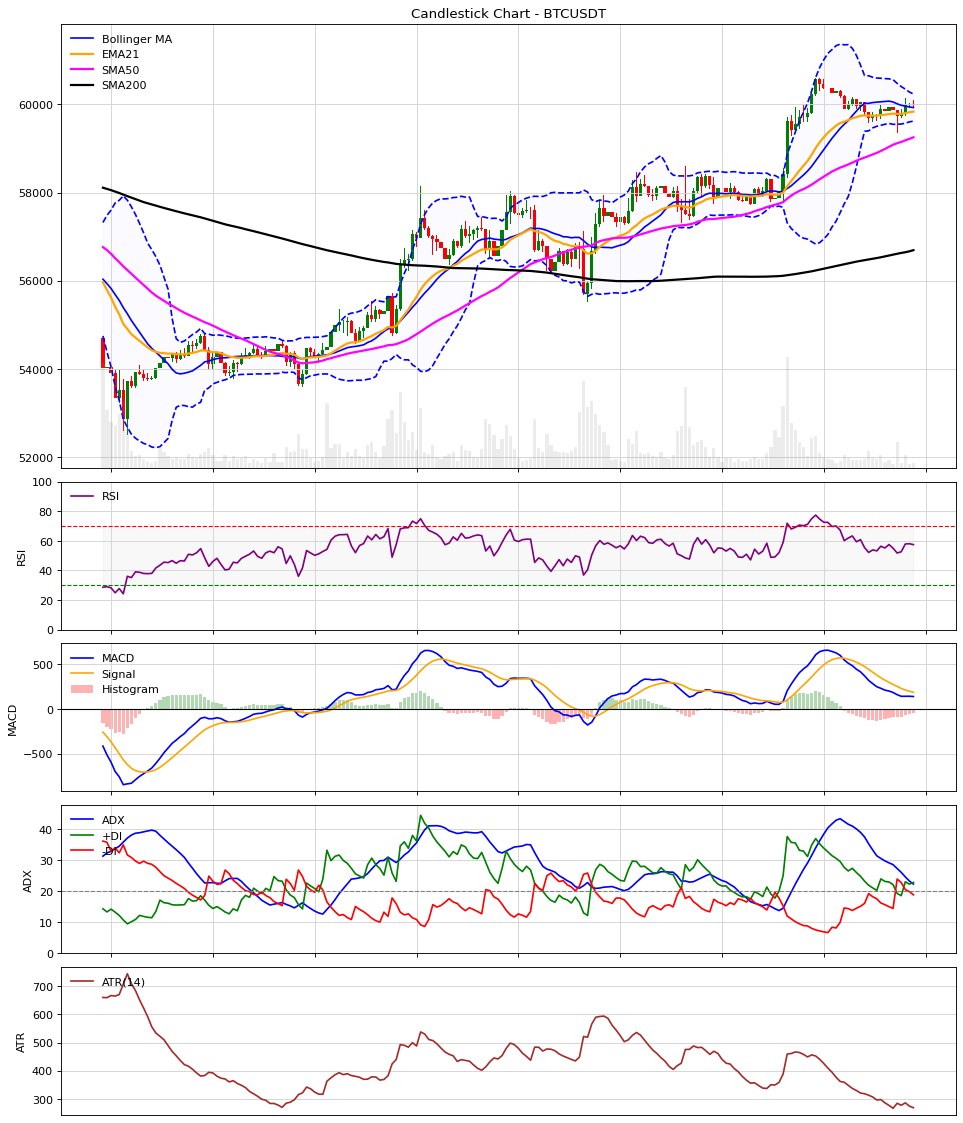 Candlestick Chart - BTCUSDT
Bollinger MA
EMA21
SMA50
SMA200
60000
58000
56000
54000
52000
RSI
100
80
60
40
20
0
RSI
MACD
Signal
Histogram
500
0
−500
MACD
ADX
+DI
-DI
40
30
20
10
0
ADX
ATR(14)
700
600
500
400
300
ATR